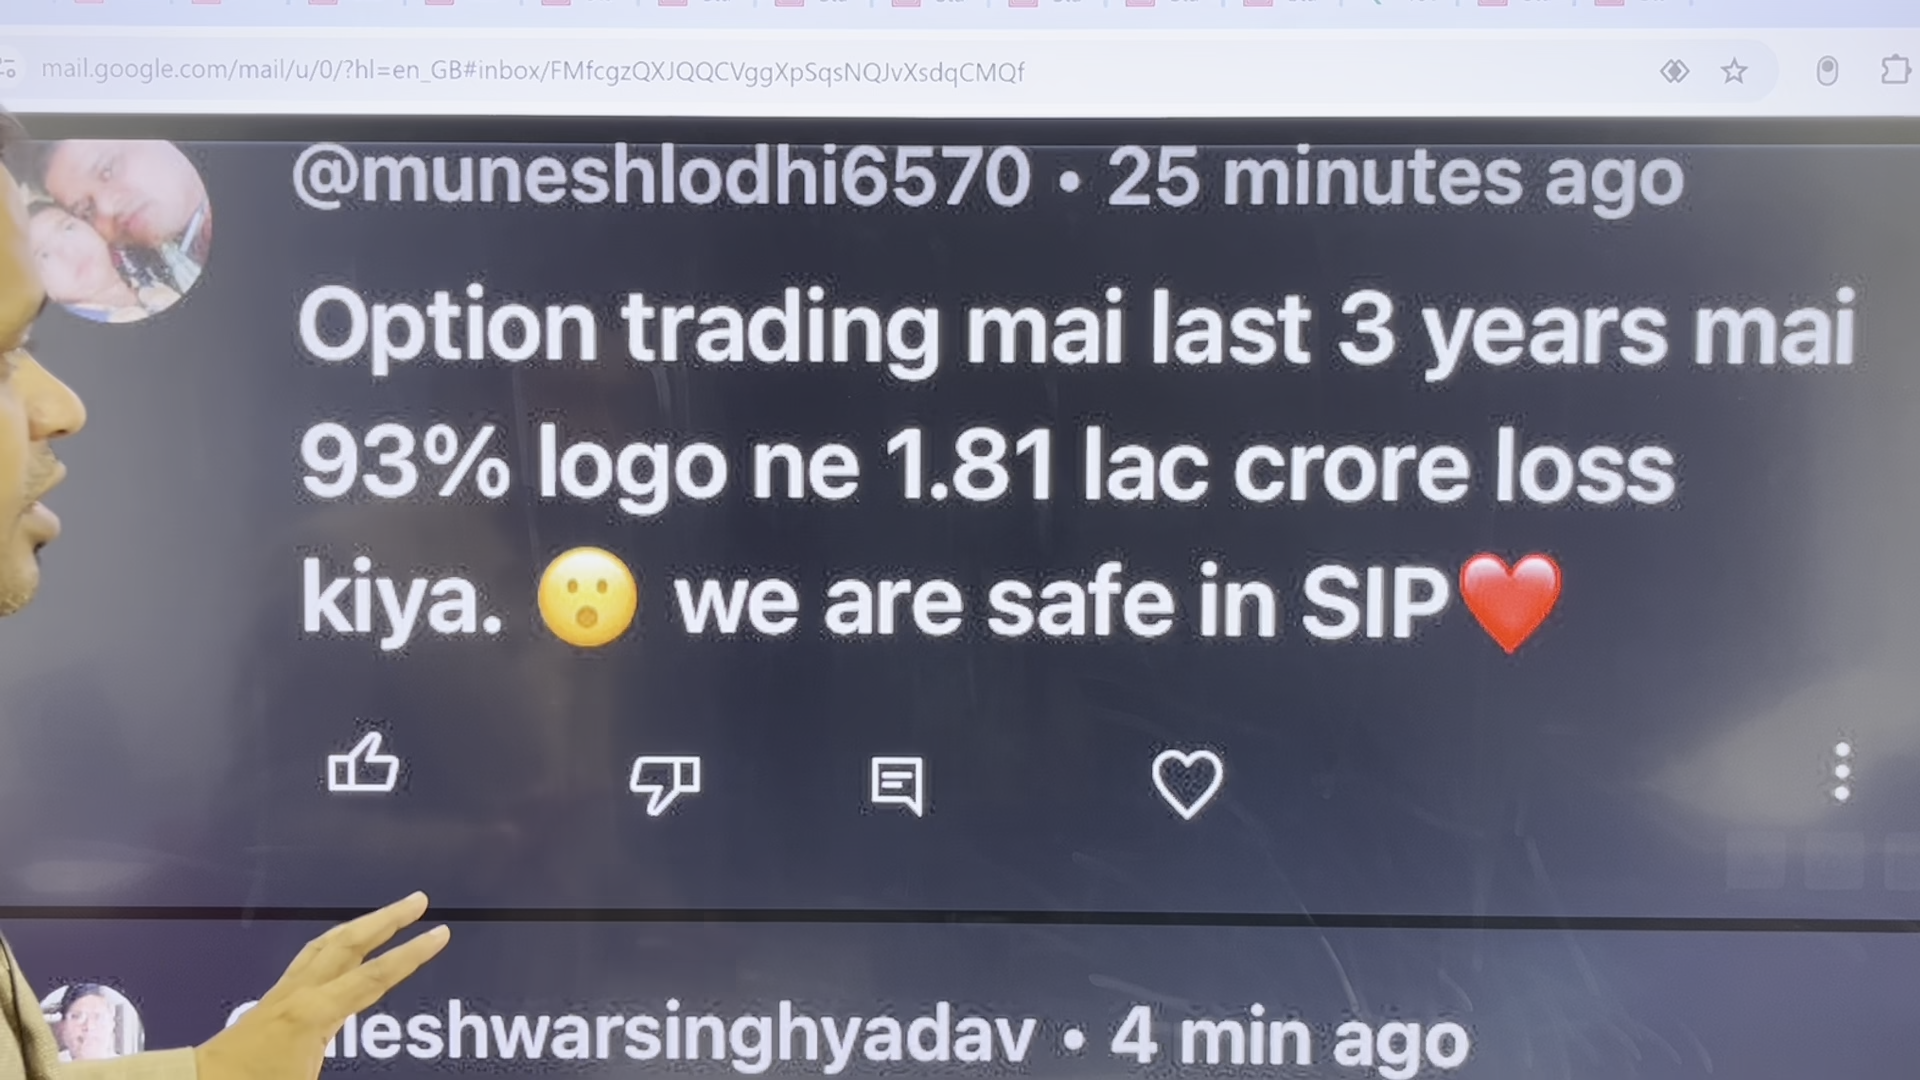 mail.google.com/mail/u/0/?hl=en_GB#inbox/FMfcgzQXJQQCVggXpSqsNQJvXsdqCMQf
@muneshlodhi6570 • 25 minutes ago
Option trading mai last 3 years mai
93% logo ne 1.81 lac crore loss
kiya. 😮 we are safe in SIP❤️
leshwarsinghyadav • 4 min ago